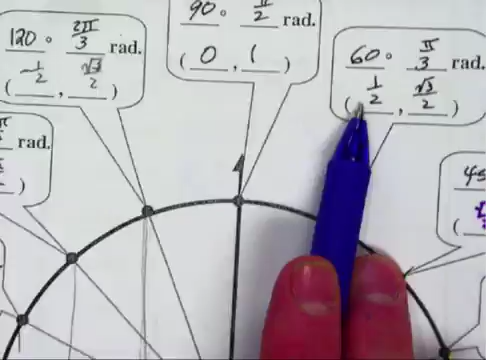 120° 2π/3 rad.
(-1/2, √3/2)
90° π/2 rad.
(0, 1)
60° π/3 rad.
(1/2, √3/2)
rad.
)
45
(